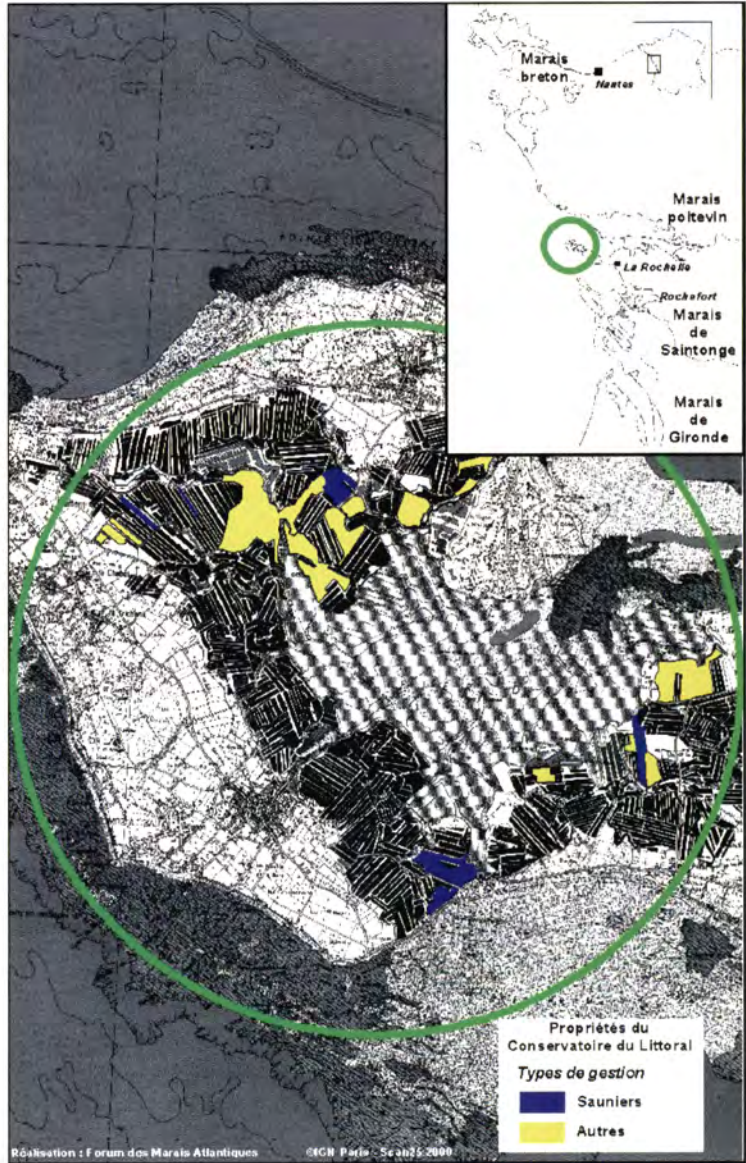 Marais
breton
Nantes
Marais
poitevin
La Rochelle
Rochefort
Marais
de
Saintonge
Marais
de
Gironde
Propriétés du
Conservatoire du Littoral
Types de gestion
Sauniers
Autres
Réalisation : Forum des Marais Atlantiques ©IGN Paris - Scan25 2000